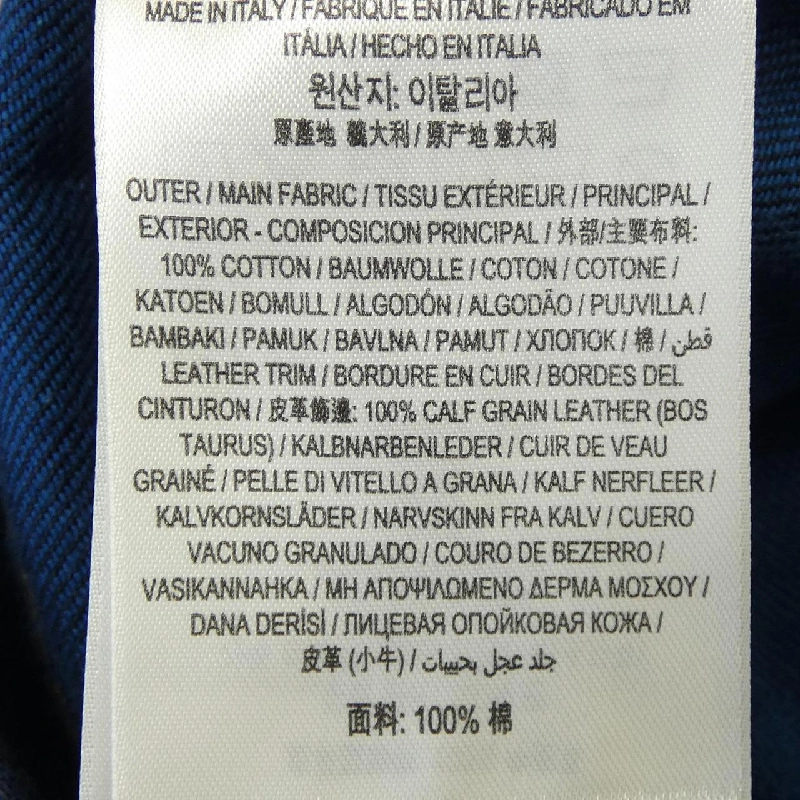 MADE IN ITALY / FABRIQUÉ EN ITALIE / FABRICADO EM
ITÀLIA / HECHO EN ITALIA
원산지: 이탈리아
原產地 義大利 / 原产地 意大利
OUTER / MAIN FABRIC / TISSU EXTÉRIEUR / PRINCIPAL /
EXTERIOR - COMPOSICION PRINCIPAL / 外部/主要布料:
100% COTTON / BAUMWOLLE / COTON / COTONE /
KATOEN / BOMULL / ALGODÓN / ALGODÃO / PUUVILLA /
BAMBAKI / PAMUK / BAVLNA / PAMUT / ХЛОПОК / 棉 / قطن
LEATHER TRIM / BORDURE EN CUIR / BORDES DEL
CINTURON / 皮革飾邊: 100% CALF GRAIN LEATHER (BOS
TAURUS) / KALBNARBENLEDER / CUIR DE VEAU
GRAINÉ / PELLE DI VITELLO A GRANA / KALF NERFLEER /
KALVKORNSLÄDER / NARVSKINN FRA KALV / CUERO
VACUNO GRANULADO / COURO DE BEZERRO /
VASIKANNAHKA / ΜΗ ΑΠΟΨΙΛΩΜΕΝΟ ΔΕΡΜΑ ΜΟΣΧΟΥ /
DANA DERİSİ / ЛИЦЕВАЯ ОПОЙКОВАЯ КОЖА /
皮革 (小牛) / جلد عجل بحبيبات
面料: 100% 棉